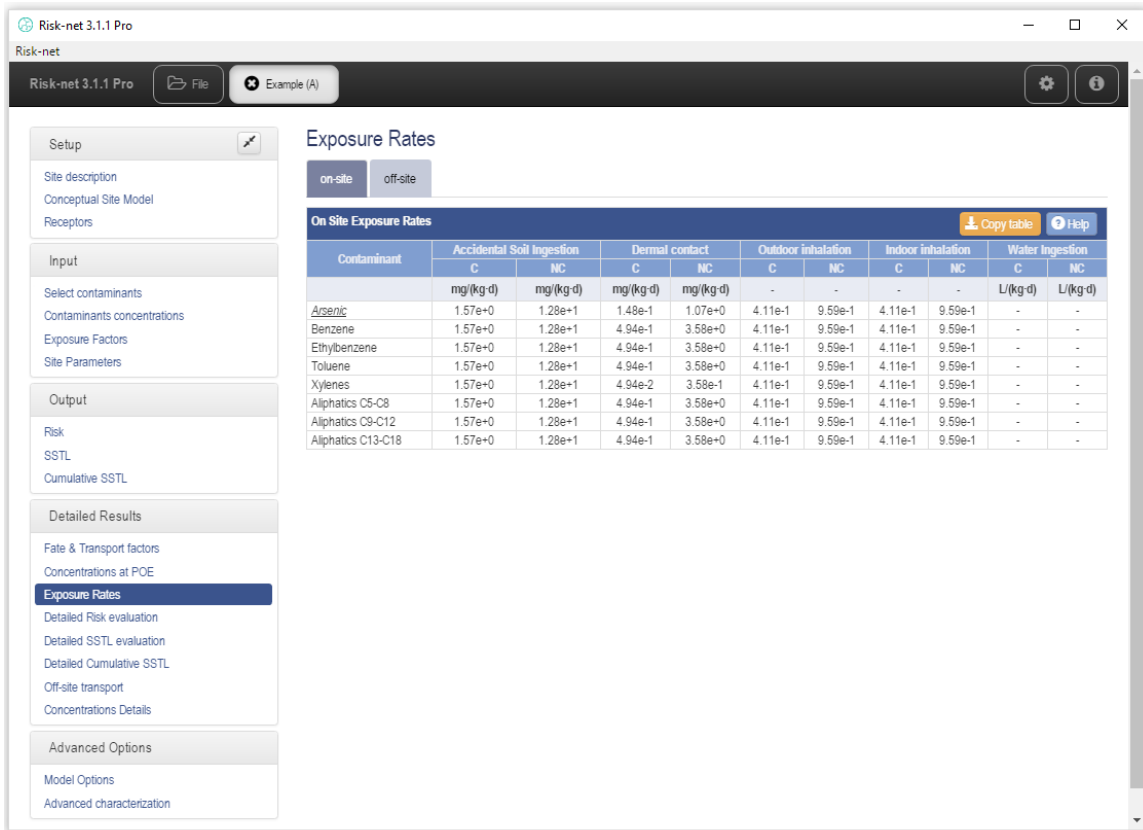 Risk-net 3.1.1 Pro
Risk-net
Risk-net 3.1.1 Pro File Example (A)
Setup
Site description
Conceptual Site Model
Receptors
Input
Select contaminants
Contaminants concentrations
Exposure Factors
Site Parameters
Output
Risk
SSTL
Cumulative SSTL
Detailed Results
Fate & Transport factors
Concentrations at POE
Exposure Rates
Detailed Risk evaluation
Detailed SSTL evaluation
Detailed Cumulative SSTL
Off-site transport
Concentrations Details
Advanced Options
Model Options
Advanced characterization
Exposure Rates
on-site off-site
On Site Exposure Rates Copy table Help
Contaminant Accidental Soil Ingestion Dermal contact Outdoor inhalation Indoor inhalation Water Ingestion
C NC C NC C NC C NC C NC
mg/(kg·d) mg/(kg·d) mg/(kg·d) mg/(kg·d) - - - - L/(kg·d) L/(kg·d)
Arsenic 1.57e+0 1.28e+1 1.48e-1 1.07e+0 4.11e-1 9.59e-1 4.11e-1 9.59e-1 - -
Benzene 1.57e+0 1.28e+1 4.94e-1 3.58e+0 4.11e-1 9.59e-1 4.11e-1 9.59e-1 - -
Ethylbenzene 1.57e+0 1.28e+1 4.94e-1 3.58e+0 4.11e-1 9.59e-1 4.11e-1 9.59e-1 - -
Toluene 1.57e+0 1.28e+1 4.94e-1 3.58e+0 4.11e-1 9.59e-1 4.11e-1 9.59e-1 - -
Xylenes 1.57e+0 1.28e+1 4.94e-2 3.58e-1 4.11e-1 9.59e-1 4.11e-1 9.59e-1 - -
Aliphatics C5-C8 1.57e+0 1.28e+1 4.94e-1 3.58e+0 4.11e-1 9.59e-1 4.11e-1 9.59e-1 - -
Aliphatics C9-C12 1.57e+0 1.28e+1 4.94e-1 3.58e+0 4.11e-1 9.59e-1 4.11e-1 9.59e-1 - -
Aliphatics C13-C18 1.57e+0 1.28e+1 4.94e-1 3.58e+0 4.11e-1 9.59e-1 4.11e-1 9.59e-1 - -